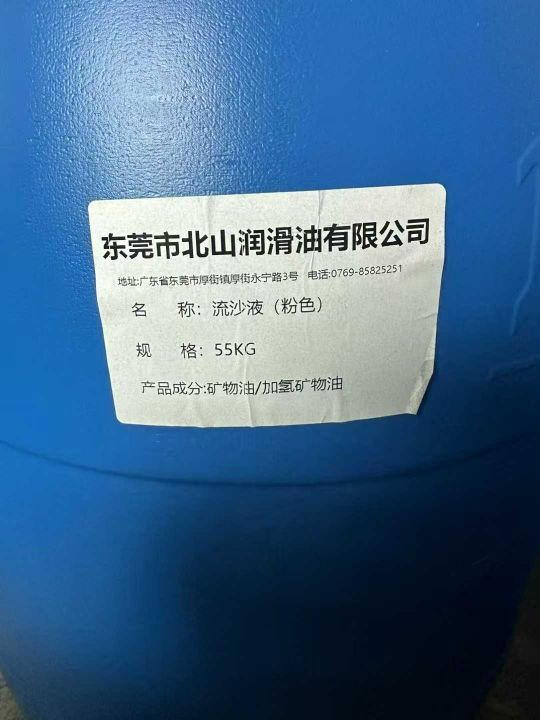 东莞市北山润滑油有限公司
地址:广东省东莞市厚街镇厚街永宁路3号 电话:0769-85825251
名 称：流沙液（粉色）
规 格：55KG
产品成分:矿物油/加氢矿物油